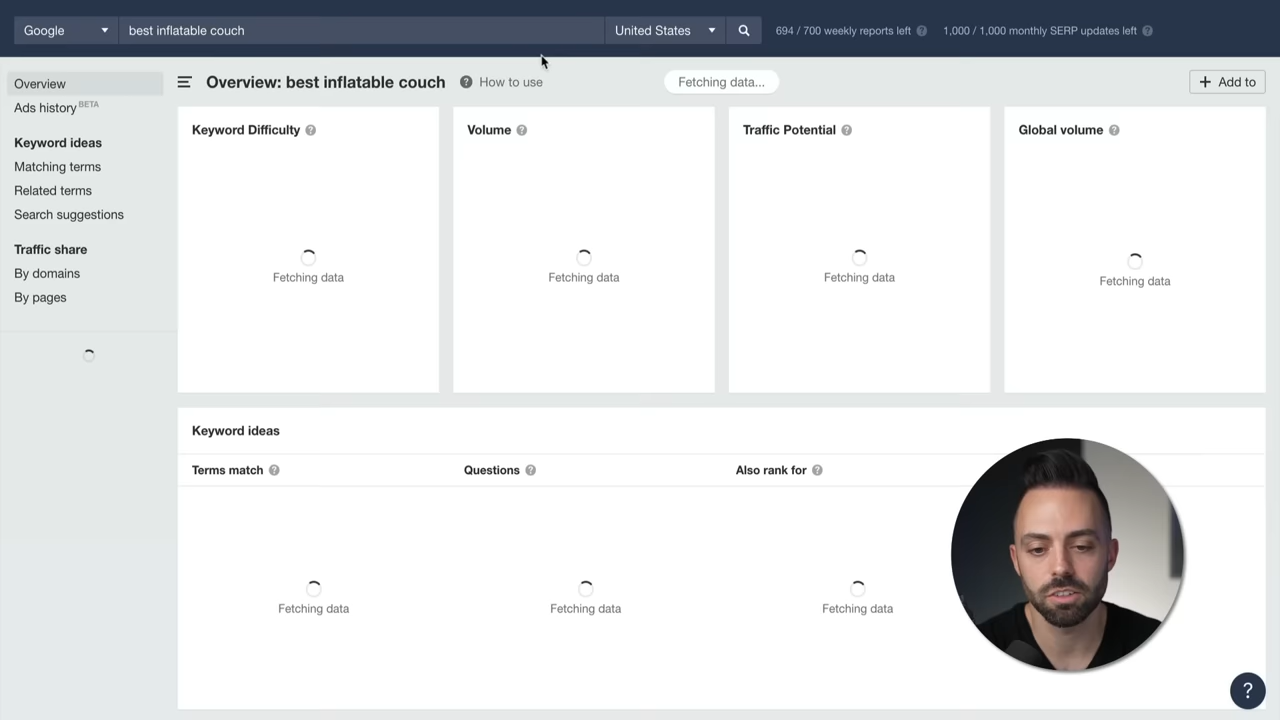 Google best inflatable couch United States 694 / 700 weekly reports left ? 1,000 / 1,000 monthly SERP updates left ?
Overview
Ads history BETA
Keyword ideas
Matching terms
Related terms
Search suggestions
Traffic share
By domains
By pages
Overview: best inflatable couch ? How to use Fetching data... + Add to
Keyword Difficulty ? Volume ? Traffic Potential ? Global volume ?
Fetching data Fetching data Fetching data Fetching data
Keyword ideas
Terms match ? Questions ? Also rank for ?
Fetching data Fetching data Fetching data
?